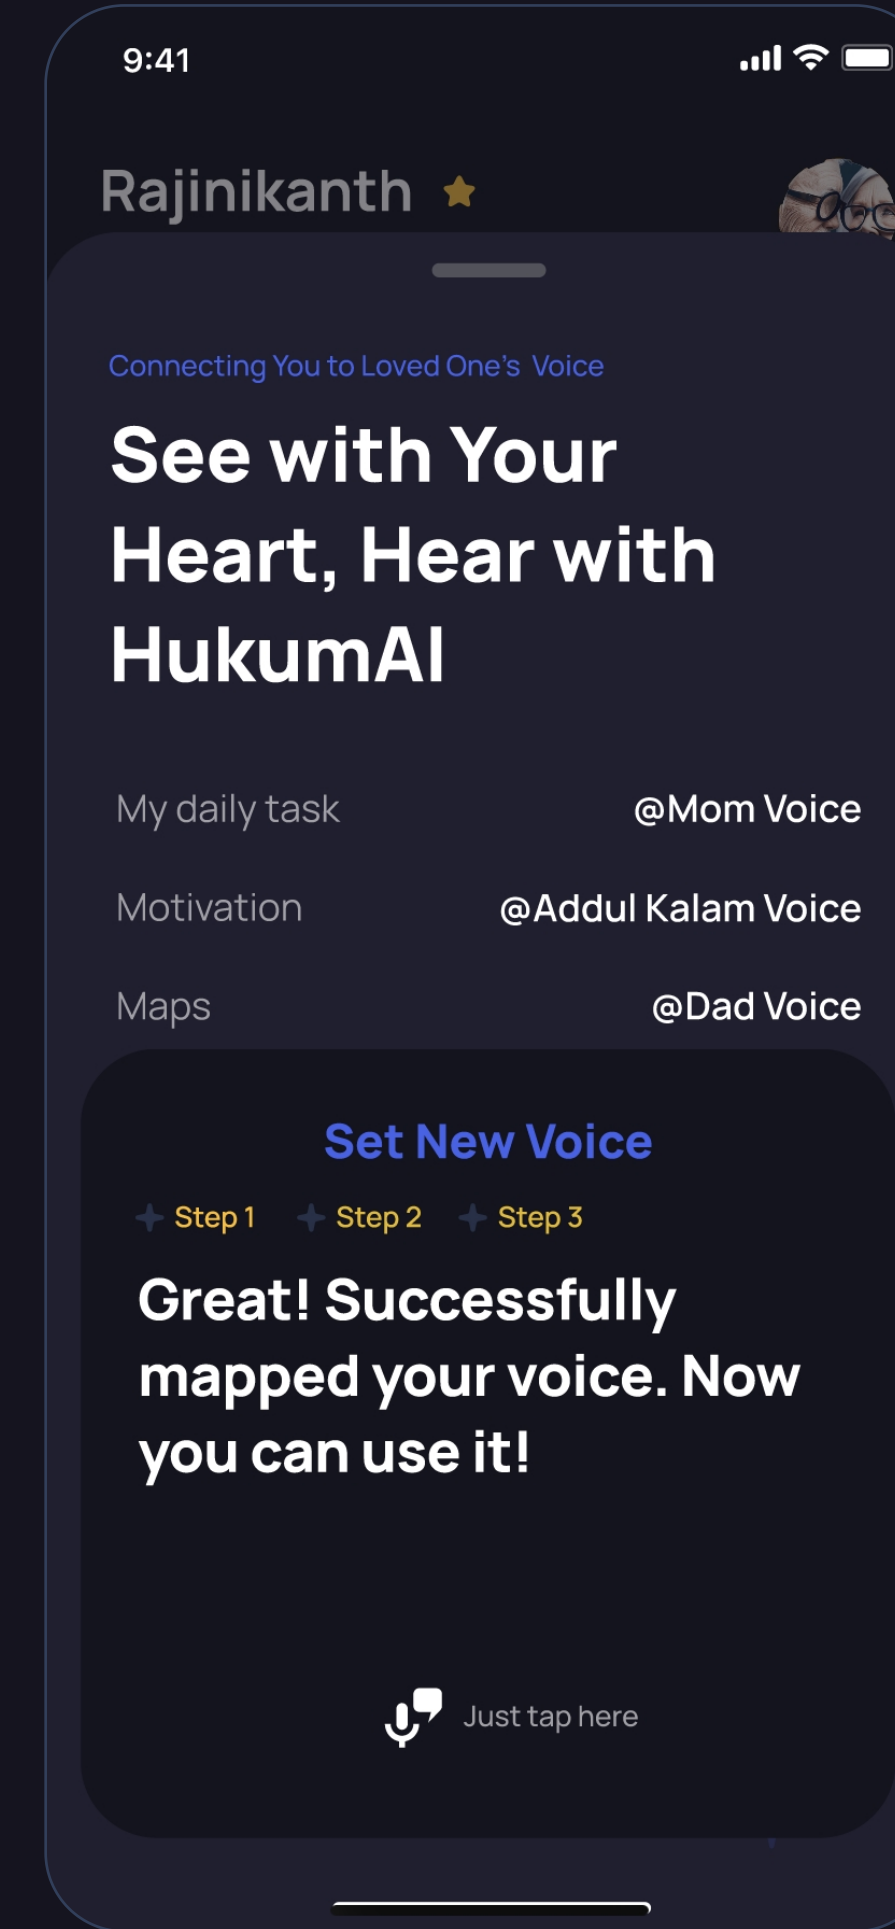 9:41
Rajinikanth
Connecting You to Loved One's Voice
See with Your
Heart, Hear with
HukumAI
My daily task @Mom Voice
Motivation @Addul Kalam Voice
Maps @Dad Voice
Set New Voice
Step 1 Step 2 Step 3
Great! Successfully
mapped your voice. Now
you can use it!
Just tap here